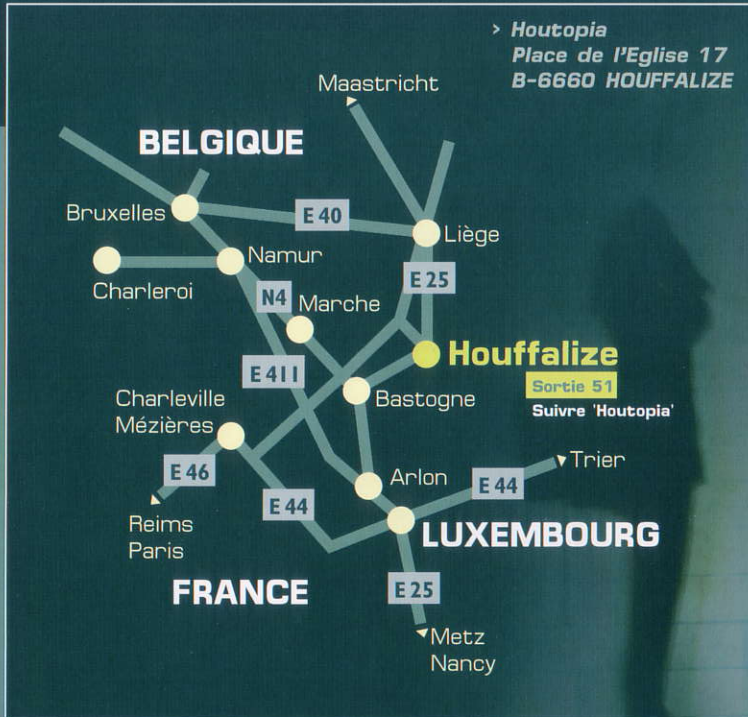 > Houtopia
Place de l'Eglise 17
B-6660 HOUFFALIZE
Maastricht
BELGIQUE
Bruxelles
E 40
Liège
Namur
Charleroi
E 25
N4
Marche
Houffalize
Sortie 51
Suivre 'Houtopia'
E 411
Bastogne
Charleville
Mézières
E 46
Reims
Paris
E 44
Arlon
E 44
Trier
LUXEMBOURG
FRANCE
E 25
Metz
Nancy